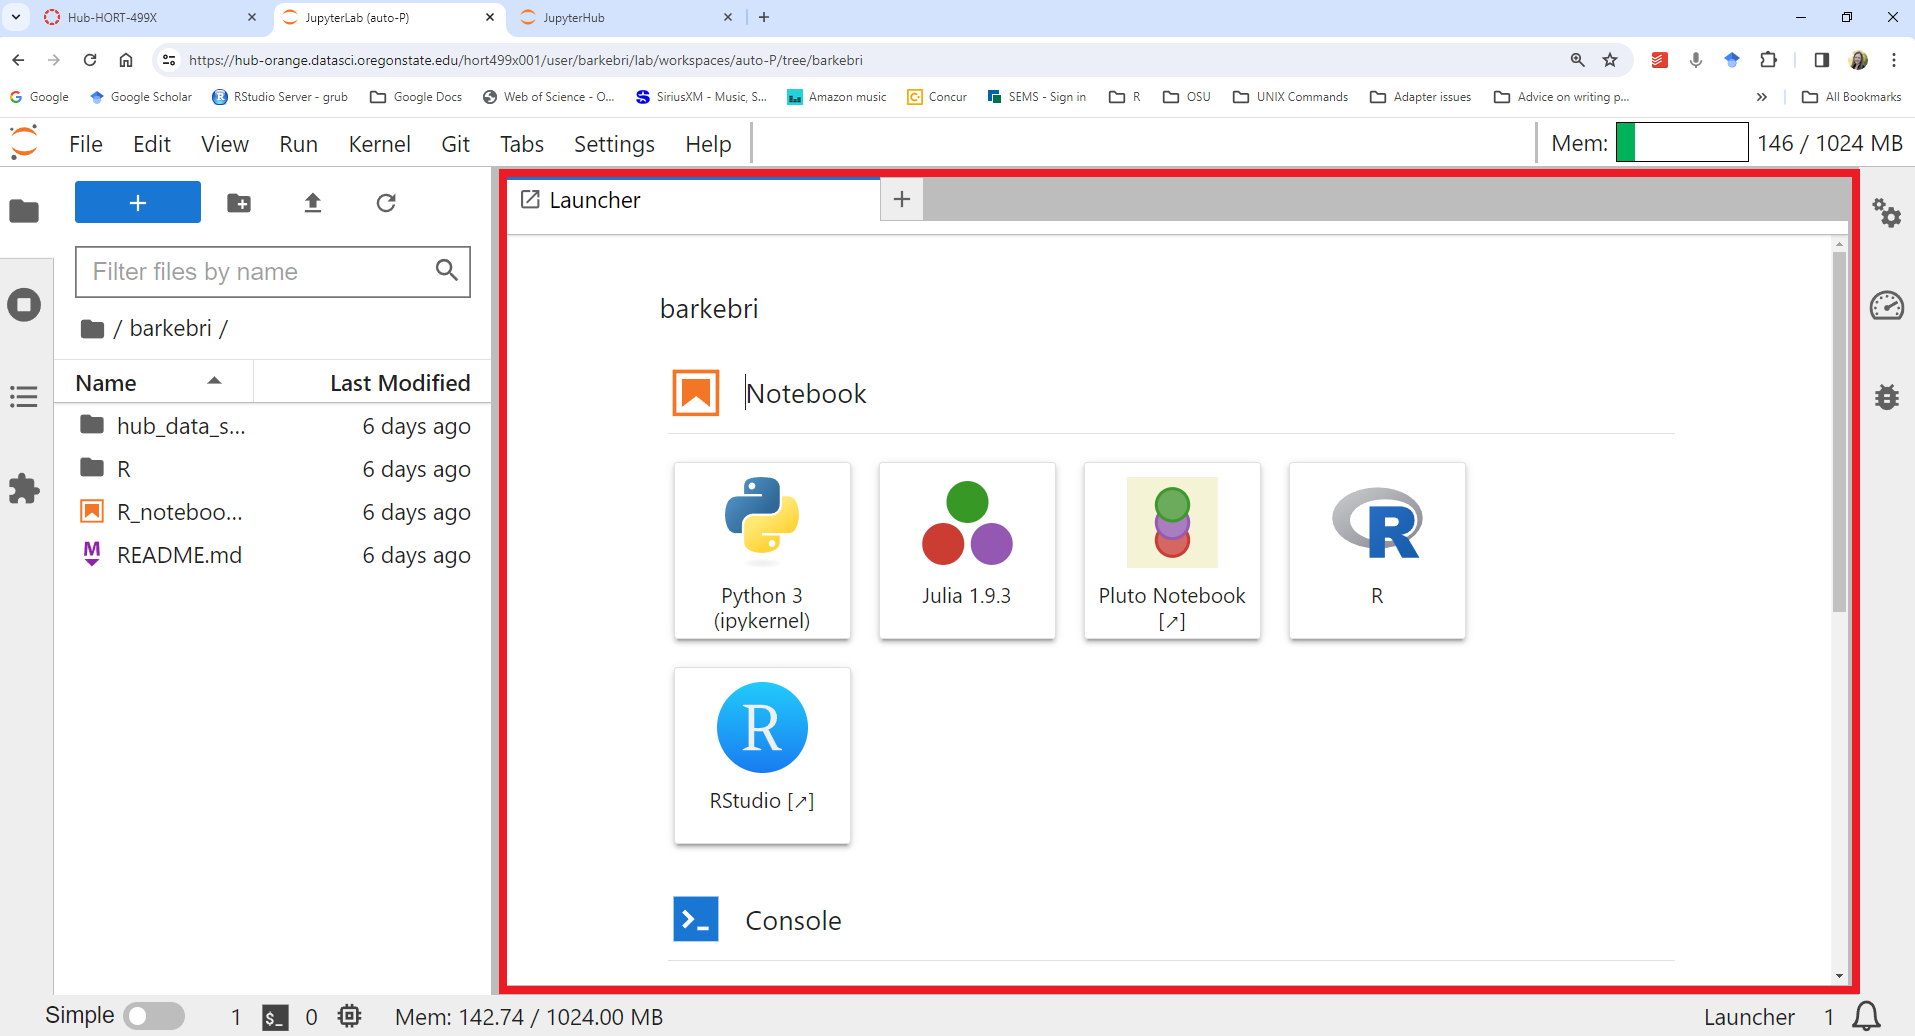 Hub-HORT-499X
JupyterLab (auto-P)
JupyterHub
https://hub-orange.datasci.oregonstate.edu/hort499x001/user/barkebri/lab/workspaces/auto-P/tree/barkebri
Google
Google Scholar
RStudio Server - grub
Google Docs
Web of Science - O...
SiriusXM - Music, S...
Amazon music
Concur
SEMS - Sign in
R
OSU
UNIX Commands
Adapter issues
Advice on writing p...
All Bookmarks
File Edit View Run Kernel Git Tabs Settings Help
Mem: 146 / 1024 MB
Filter files by name
/ barkebri /
Name Last Modified
hub_data_s... 6 days ago
R 6 days ago
R_noteboo... 6 days ago
M README.md 6 days ago
Launcher
barkebri
Notebook
Python 3
(ipykernel)
Julia 1.9.3
Pluto Notebook
[↗]
R
R
R
RStudio [↗]
Console
Simple 1 $_ 0 Mem: 142.74 / 1024.00 MB
Launcher 1